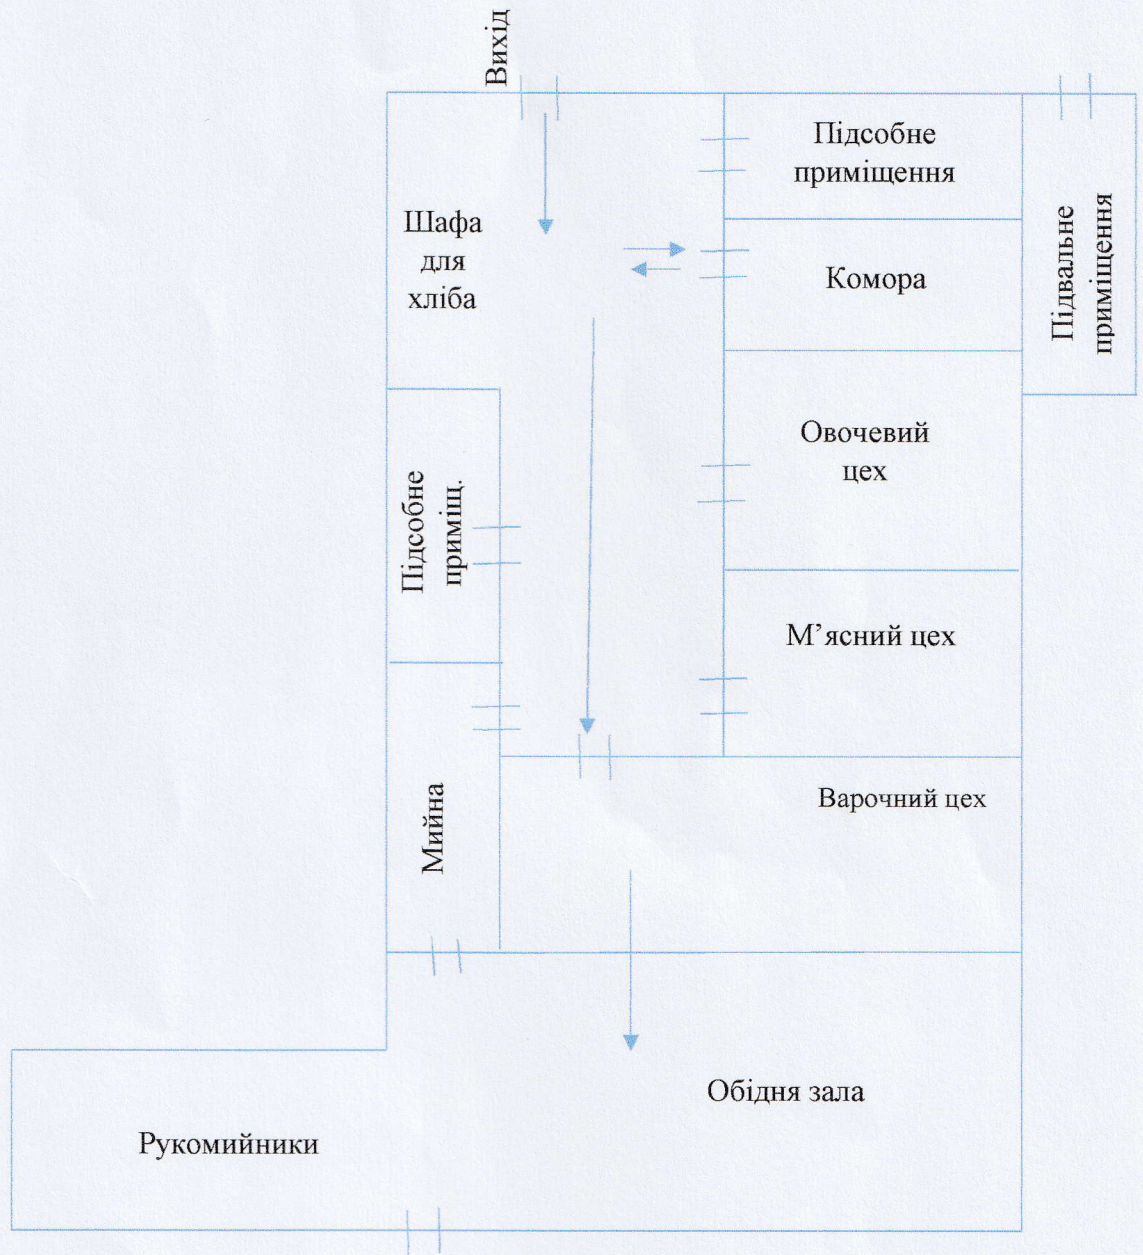 Вихід
Підсобне
приміщення
Шафа
для
хліба
Комора
Підвальне
приміщення
Овочевий
цех
Підсобне
приміщ.
М’ясний цех
Мийна
Варочний цех
Обідня зала
Рукомийники